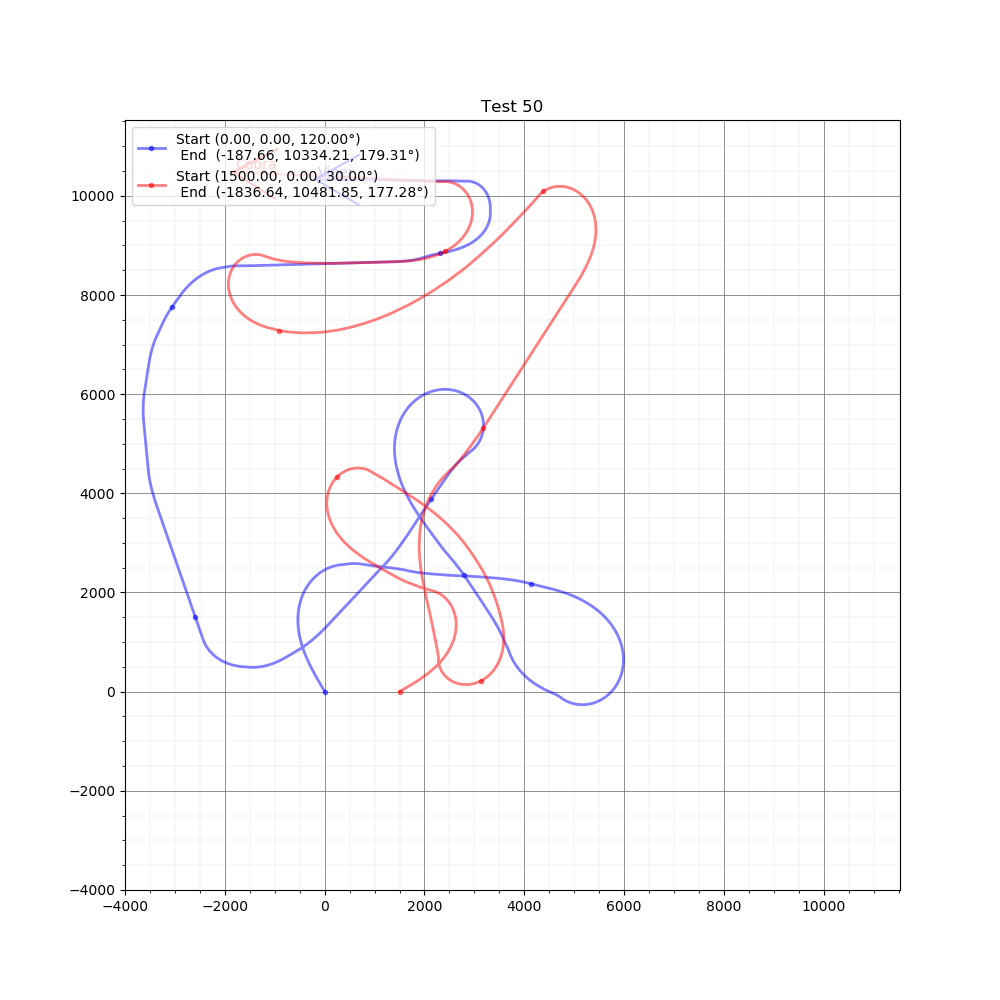 Test 50
Start (0.00, 0.00, 120.00°)
End  (-187.66, 10334.21, 179.31°)
Start (1500.00, 0.00, 30.00°)
End  (-1836.64, 10481.85, 177.28°)
Cobra
10000
8000
6000
4000
2000
0
−2000
−4000
−4000 −2000 0 2000 4000 6000 8000 10000